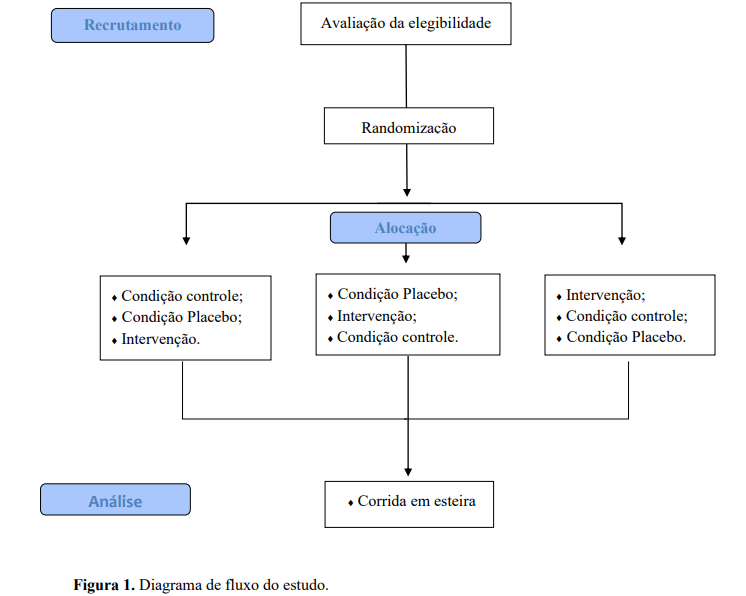 Recrutamento
Avaliação da elegibilidade
Randomização
Alocação
♦ Condição controle;
♦ Condição Placebo;
♦ Intervenção.
♦ Condição Placebo;
♦ Intervenção;
♦ Condição controle.
♦ Intervenção;
♦ Condição controle;
♦ Condição Placebo.
Análise
♦ Corrida em esteira
Figura 1. Diagrama de fluxo do estudo.